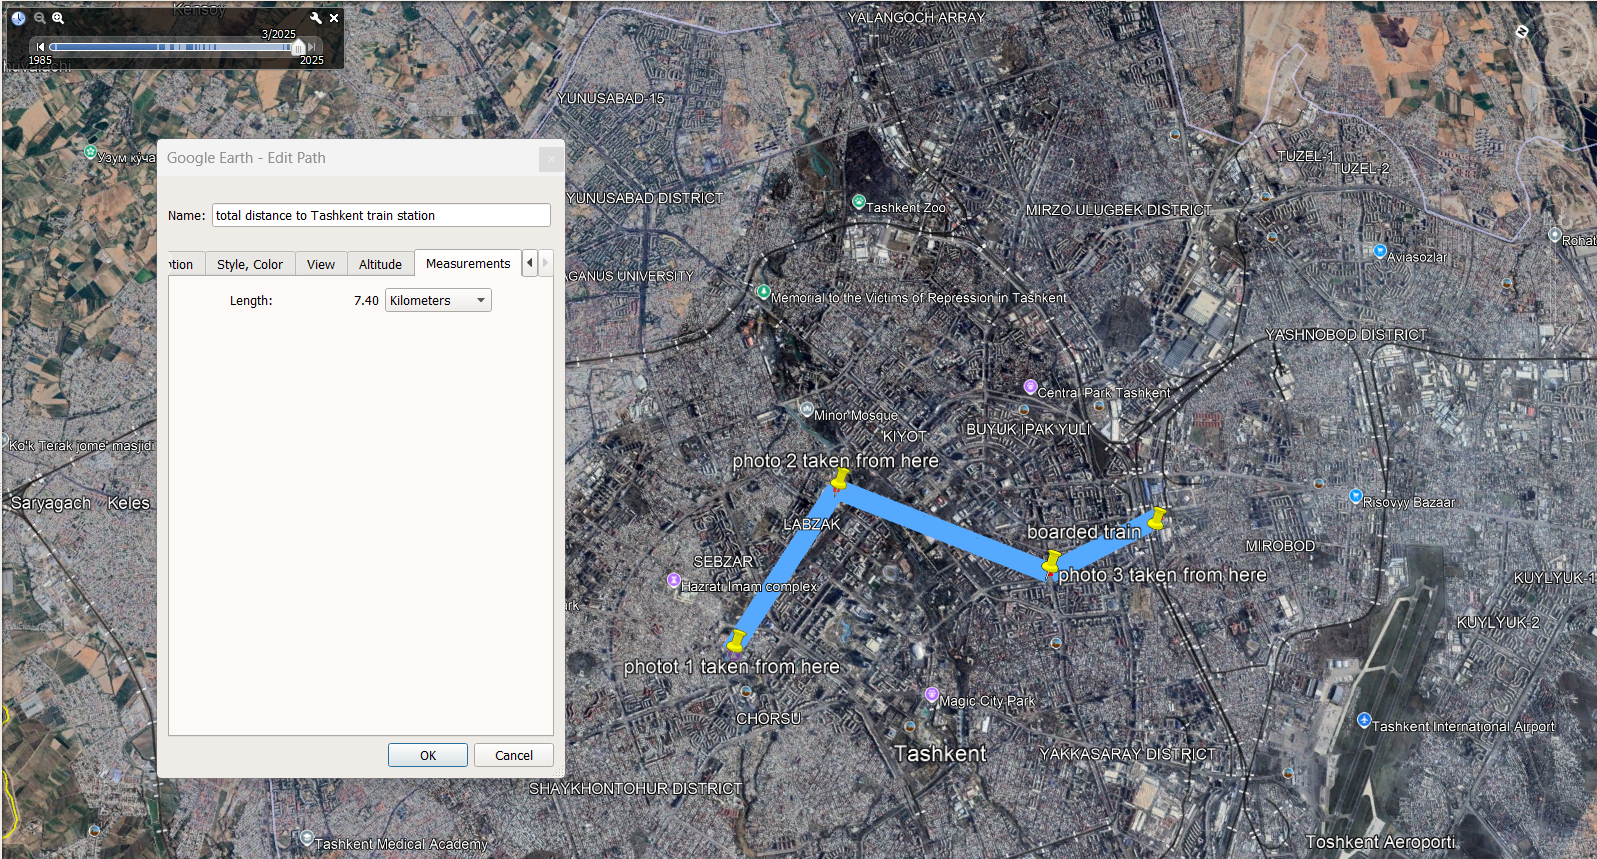 Kensoy
3/2025
1985
2025
YALANGOCH ARRAY
YUNUSABAD-15
Google Earth - Edit Path
Узум куча
TUZEL-1
TUZEL-2
YUNUSABAD DISTRICT
Tashkent Zoo
MIRZO ULUGBEK DISTRICT
Name:
total distance to Tashkent train station
Rohat
Aviasozlar
ption
Style, Color
View
Altitude
Measurements
AGANUS UNIVERSITY
Length:
7.40
Kilometers
Memorial to the Victims of Repression in Tashkent
YASHNOBOD DISTRICT
Central Park Tashkent
Minor Mosque
BUYUK IPAK YULI
KIYOT
Ko'k Terak jome' masjidi
photo 2 taken from here
Saryagach
Keles
Risovyy Bazaar
LABZAK
boarded train
MIROBOD
SEBZAR
photo 3 taken from here
KUYLYUK-1
Hazrati Imam complex
ark
KUYLYUK-2
photot 1 taken from here
Magic City Park
CHORSU
Tashkent International Airport
Tashkent
YAKKASARAY DISTRICT
OK
Cancel
SHAYKHONTOHUR DISTRICT
Tashkent Medical Academy
Toshkent Aeroporti